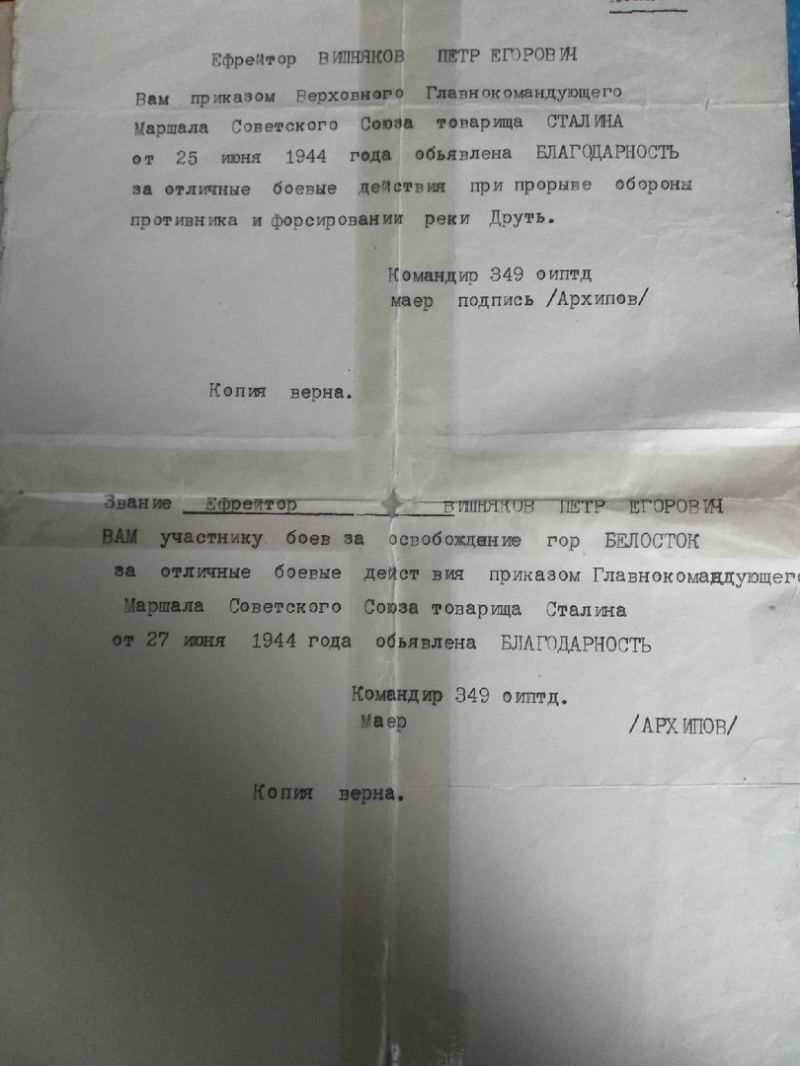 Ефрейтор ВИШНЯКОВ ПЕТР ЕГОРОВИЧ
Вам приказом Верховного Главнокомандующего
Маршала Советского Союза товарища СТАЛИНА
от 25 июня 1944 года обьявлена БЛАГОДАРНОСТЬ
за отличные боевые действия при прорыве обороны
противника и форсировании реки Друть.
Командир 349 оиптд
маер подпись /Архипов/
Копия верна.
Звание Ефрейтор ВИШНЯКОВ ПЕТР ЕГОРОВИЧ
ВАМ участнику боев за освобождение гор БЕЛОСТОК
за отличные боевые дейст вия приказом Главнокомандующего
Маршала Советского Союза товарища Сталина
от 27 июня 1944 года обьявлена БЛАГОДАРНОСТЬ
Командир 349 оиптд.
Маер /АРХИПОВ/
Копия верна.